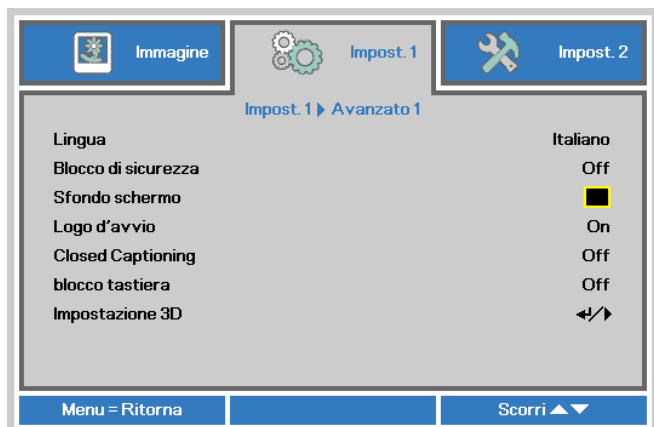 Immagine
Impost. 1
Impost. 2
Impost. 1 ▶ Avanzato 1
Lingua Italiano
Blocco di sicurezza Off
Sfondo schermo
Logo d'avvio On
Closed Captioning Off
blocco tastiera Off
Impostazione 3D ↵/▶
Menu = Ritorna
Scorri ▲▼